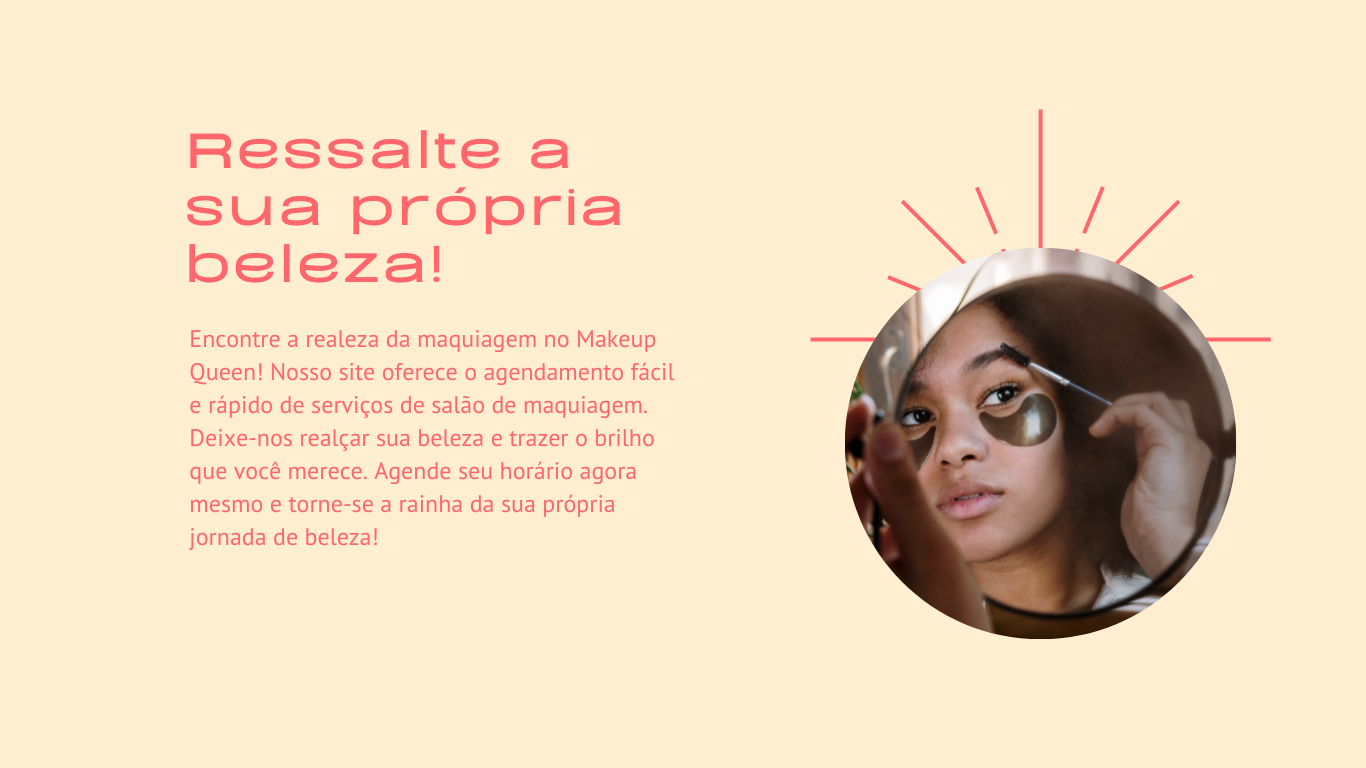 Ressalte a
sua própria
beleza!
Encontre a realeza da maquiagem no Makeup
Queen! Nosso site oferece o agendamento fácil
e rápido de serviços de salão de maquiagem.
Deixe-nos realçar sua beleza e trazer o brilho
que você merece. Agende seu horário agora
mesmo e torne-se a rainha da sua própria
jornada de beleza!